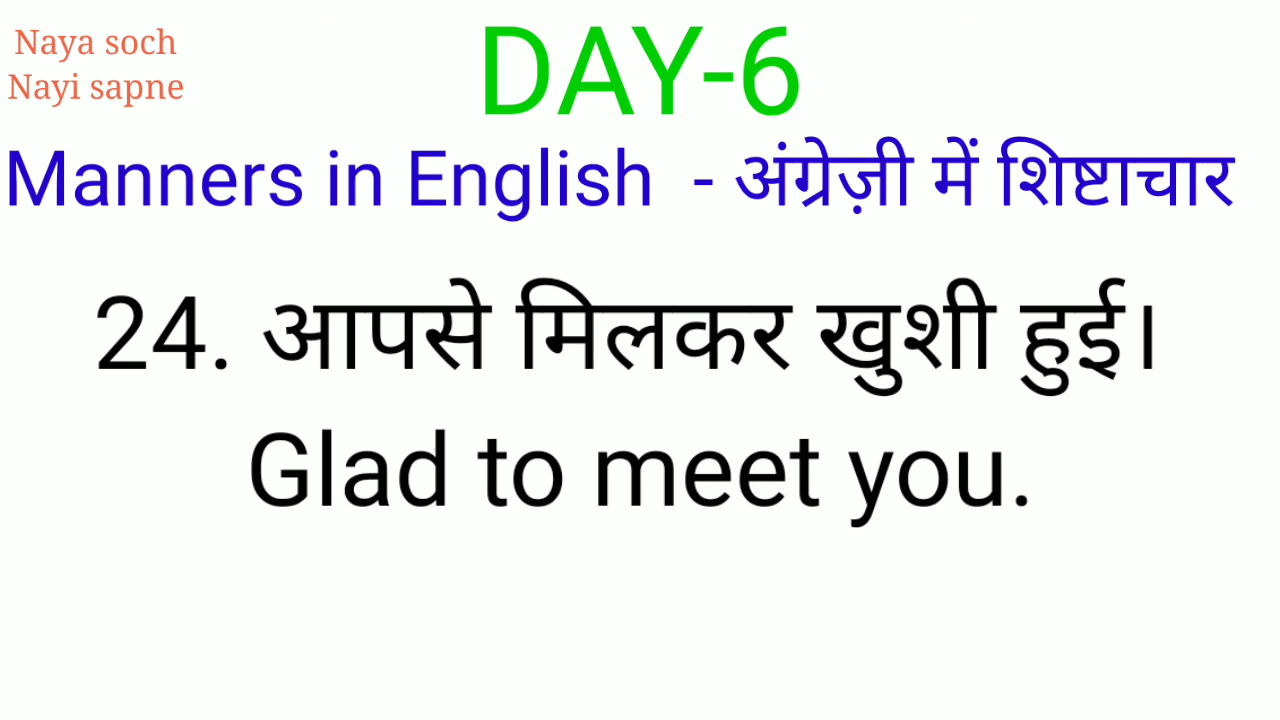 Naya soch
Nayi sapne
DAY-6
Manners in English - अंग्रेज़ी में शिष्टाचार
24. आपसे मिलकर खुशी हुई।
Glad to meet you.